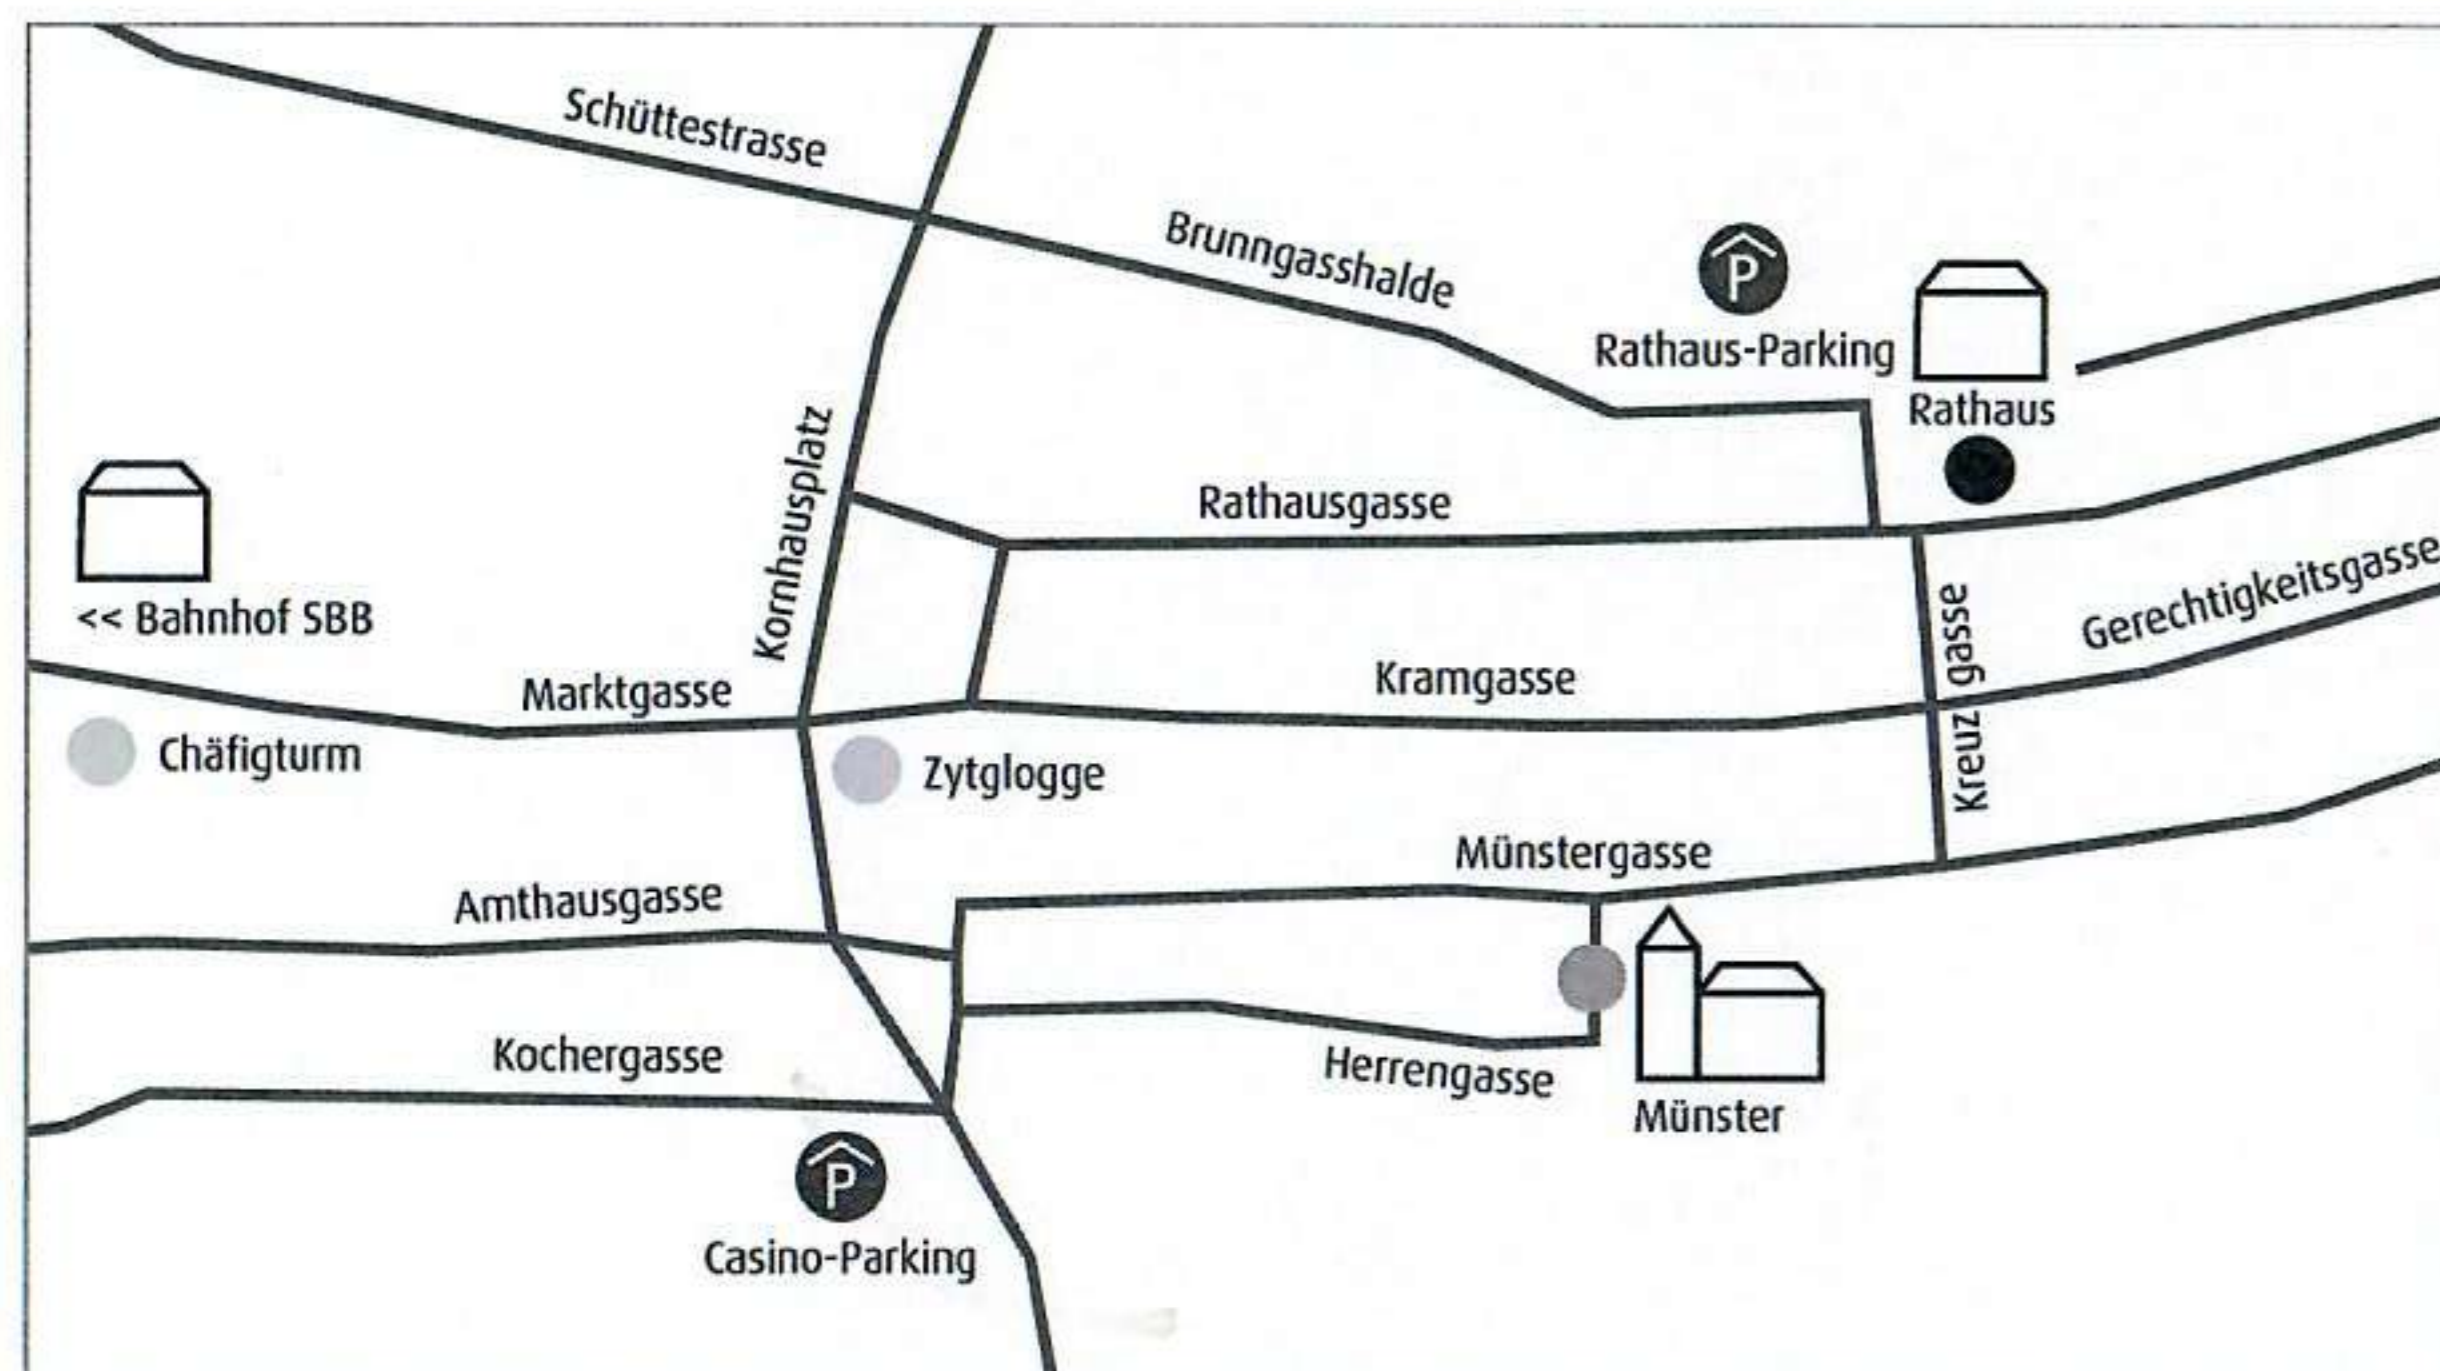 Schüttestrasse
Brunngasshalde
P
Rathaus-Parking
Rathaus
Kornhausplatz
Rathausgasse
<< Bahnhof SBB
Gerechtigkeitsgasse
Marktgasse
Kramgasse
Kreuzgasse
Chäfigturm
Zytglogge
Münstergasse
Amthausgasse
Kochergasse
Herrengasse
Münster
P
Casino-Parking